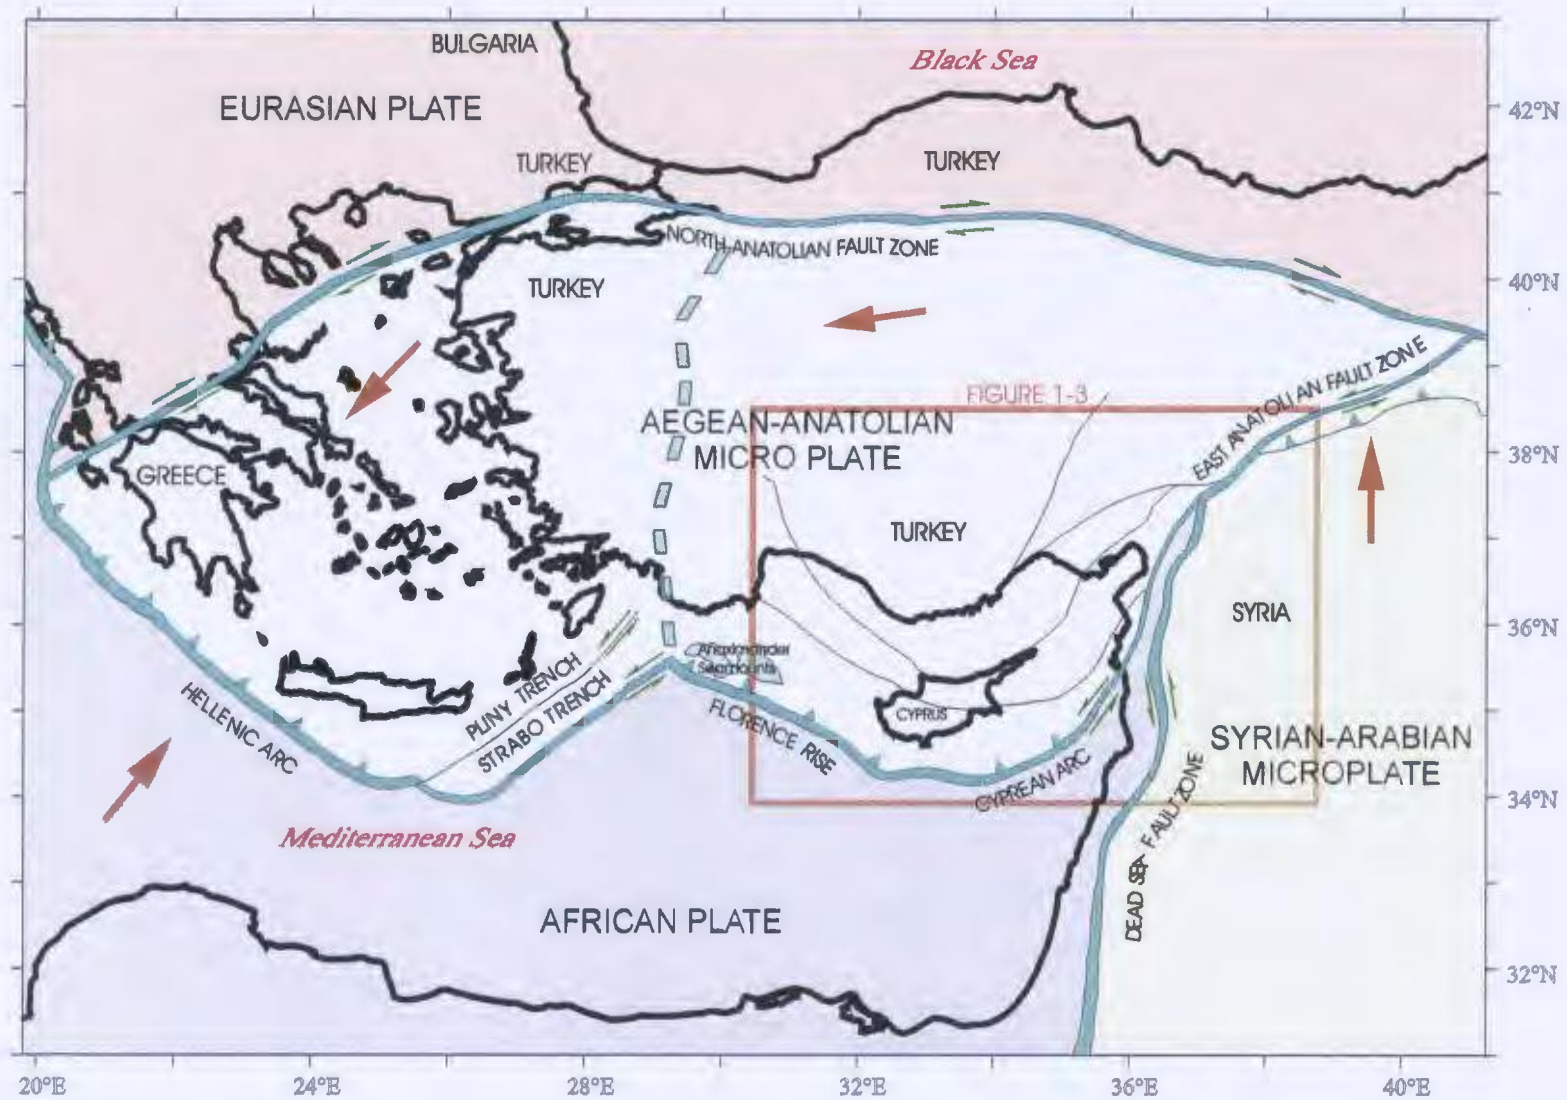 BULGARIA
Black Sea
EURASIAN PLATE
42°N
TURKEY
TURKEY
NORTH ANATOLIAN FAULT ZONE
TURKEY
40°N
EAST ANATOLIAN FAULT ZONE
FIGURE 1-3
AEGEAN-ANATOLIAN
MICRO PLATE
38°N
GREECE
TURKEY
SYRIA
36°N
Anaximander
Seamounts
PLINY TRENCH
STRABO TRENCH
HELLENIC ARC
FLORENCE RISE
CYPRUS
CYPREAN ARC
SYRIAN-ARABIAN
MICROPLATE
34°N
DEAD SEA FAULT ZONE
Mediterranean Sea
AFRICAN PLATE
32°N
20°E
24°E
28°E
32°E
36°E
40°E